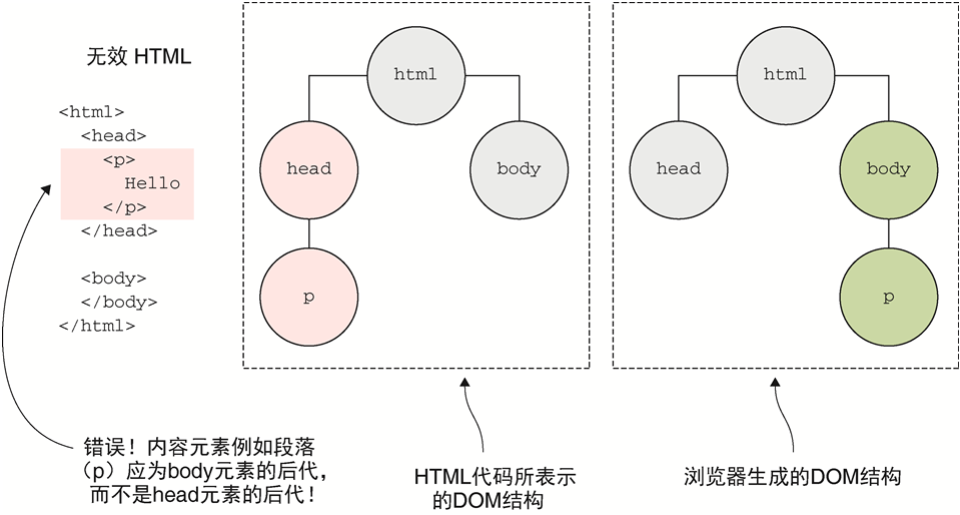 无效 HTML
<html>
<head>
<p>
Hello
</p>
</head>
<body>
</body>
</html>
错误！内容元素例如段落
（p）应为body元素的后代，
而不是head元素的后代！
html
head
body
p
HTML代码所表示
的DOM结构
html
head
body
p
浏览器生成的DOM结构